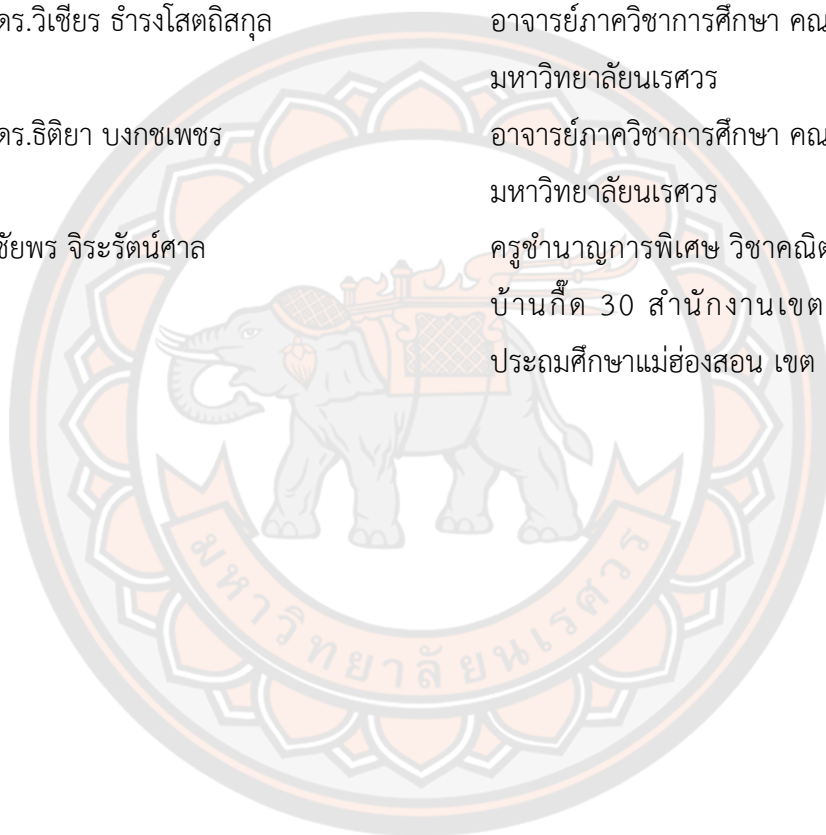 ดร.วิเชียร ธำรงโสตถิสกุล อาจารย์ภาควิชาการศึกษา คณ
มหาวิทยาลัยนเรศวร
ดร.ธิติยา บงกชเพชร อาจารย์ภาควิชาการศึกษา คณ
มหาวิทยาลัยนเรศวร
ชัยพร จิระรัตน์ศาล ครูชำนาญการพิเศษ วิชาคณิต
บ้านกึ๊ด 30 สำนักงานเขต
ประถมศึกษาแม่ฮ่องสอน เขต
มหาวิทยาลัยนเรศวร